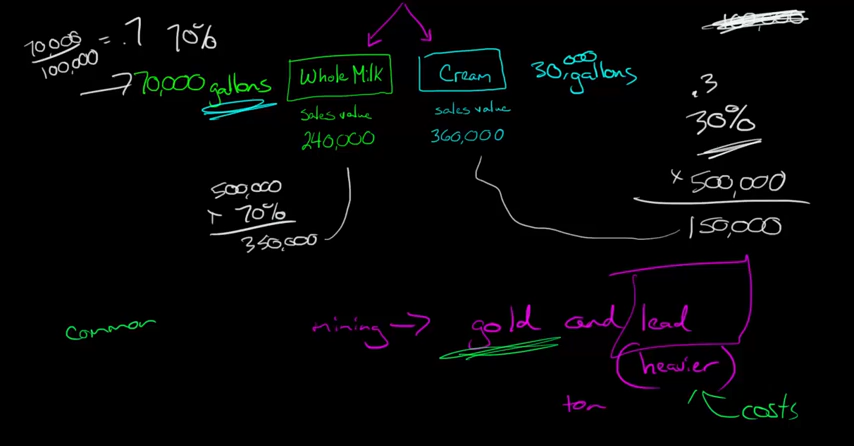 70,000
100,000
= .7 70%
100,000
→ 70,000 gallons
Whole Milk
Cream
30,000 gallons
sales value
240,000
sales value
360,000
.3
30%
× 500,000
150,000
500,000
× 70%
350,000
common
mining → gold and lead
(heavier)
ton
costs